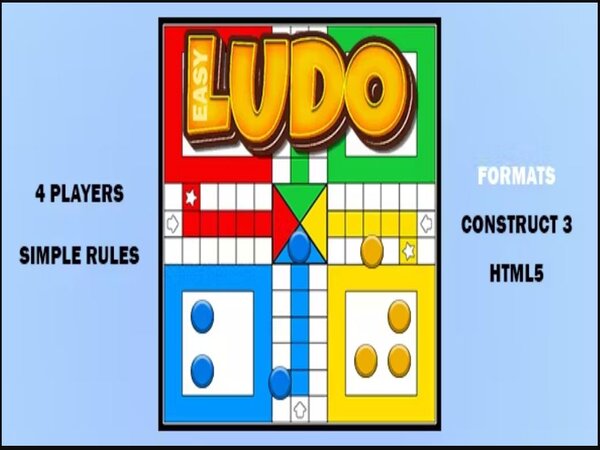 EASY
LUDO
4 PLAYERS
SIMPLE RULES
FORMATS
CONSTRUCT 3
HTML5